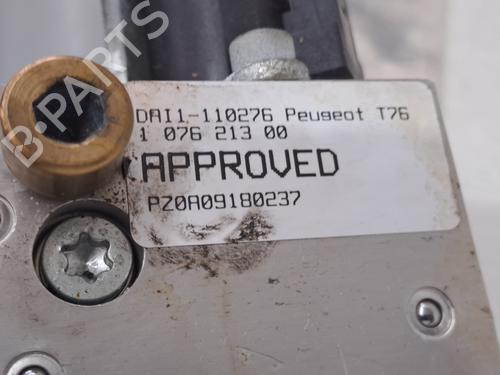 B-PARTS
DAI1-110276 Peugeot T76
1 076 213 00
APPROVED
PZ0A09180237